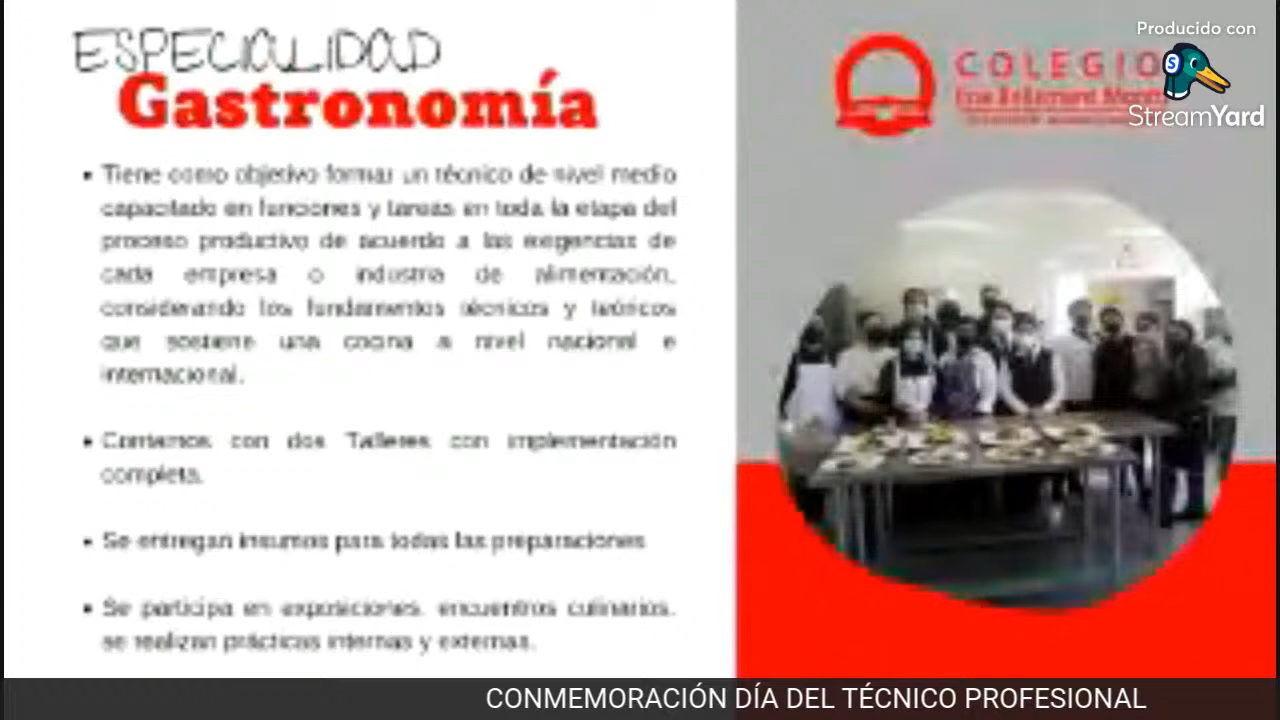 ESPECIALIDAD
Gastronomía
• Tiene como objetivo formar un técnico de nivel medio
capacitado en funciones y tareas en toda la etapa del
proceso productivo de acuerdo a las exigencias de
cada empresa o industria de alimentación,
considerando los fundamentos técnicos y teóricos
que sostiene una cocina a nivel nacional e
internacional.
• Contamos con dos Talleres con implementación
completa.
• Se entregan insumos para todas las preparaciones
• Se participa en exposiciones, encuentros culinarios,
se realizan prácticas internas y externas.
COLEGIO
Producido con
StreamYard
CONMEMORACIÓN DÍA DEL TÉCNICO PROFESIONAL